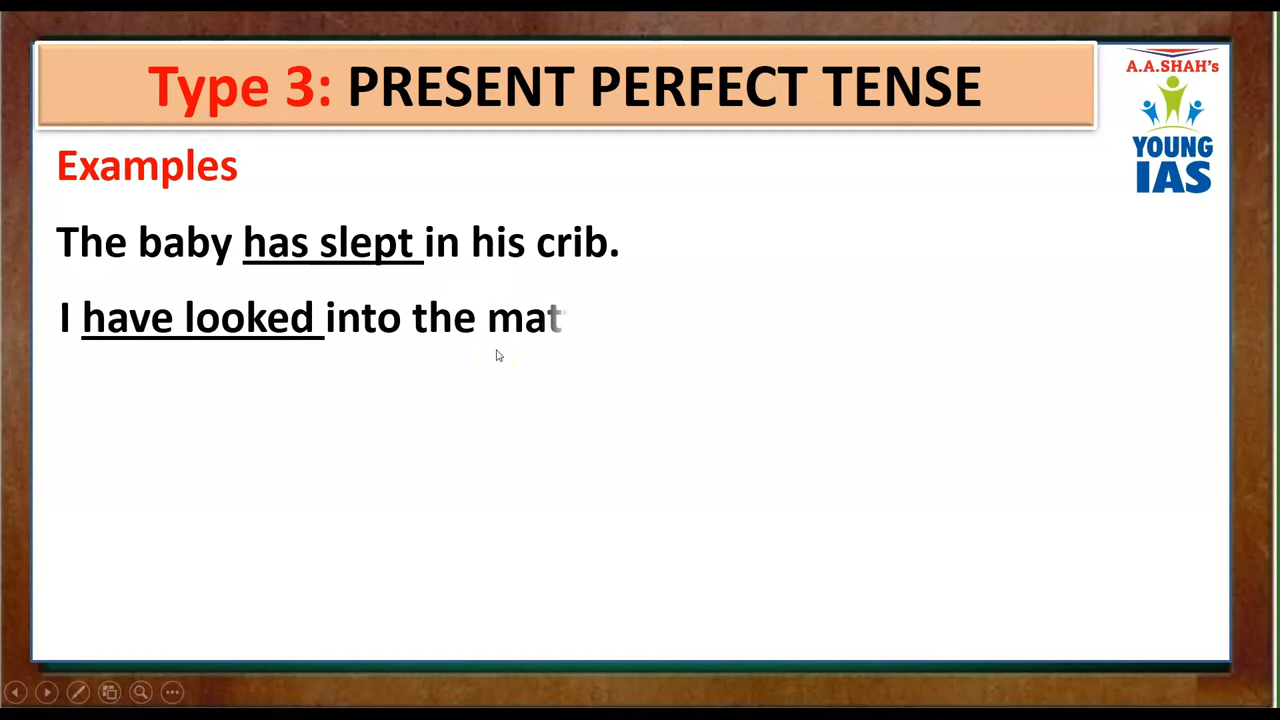 Type 3: PRESENT PERFECT TENSE
A.A.SHAH's
YOUNG
IAS
Examples
The baby has slept in his crib.
I have looked into the mat